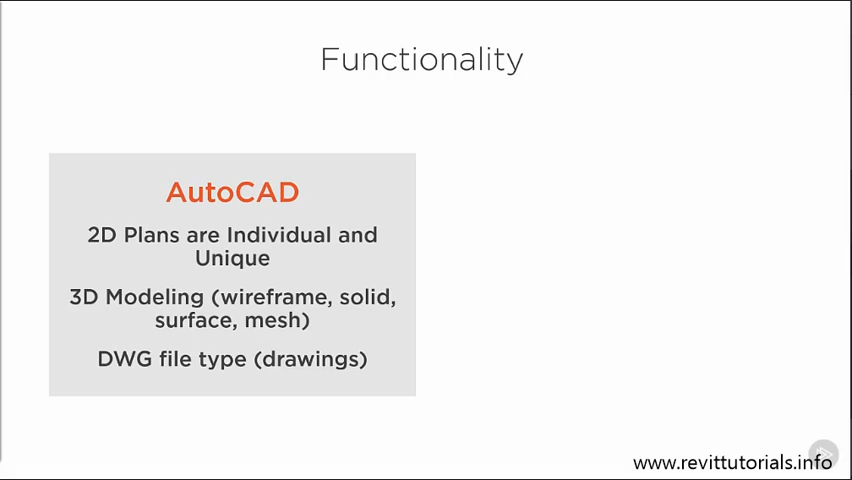 Functionality
AutoCAD
2D Plans are Individual and
Unique
3D Modeling (wireframe, solid,
surface, mesh)
DWG file type (drawings)
www.revittutorials.info